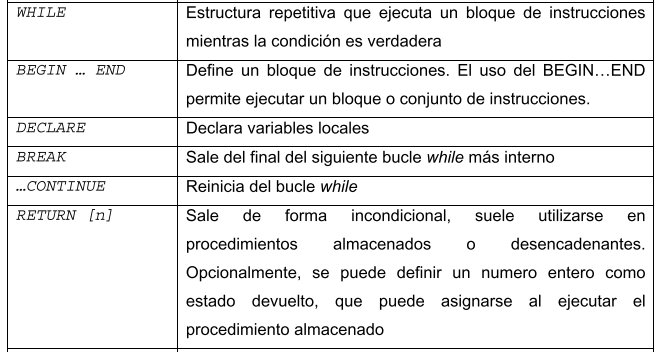 WHILE
Estructura repetitiva que ejecuta un bloque de instrucciones
mientras la condición es verdadera
BEGIN … END
Define un bloque de instrucciones. El uso del BEGIN…END
permite ejecutar un bloque o conjunto de instrucciones.
DECLARE
Declara variables locales
BREAK
Sale del final del siguiente bucle while más interno
…CONTINUE
Reinicia del bucle while
RETURN [n]
Sale de forma incondicional, suele utilizarse en
procedimientos almacenados o desencadenantes.
Opcionalmente, se puede definir un numero entero como
estado devuelto, que puede asignarse al ejecutar el
procedimiento almacenado